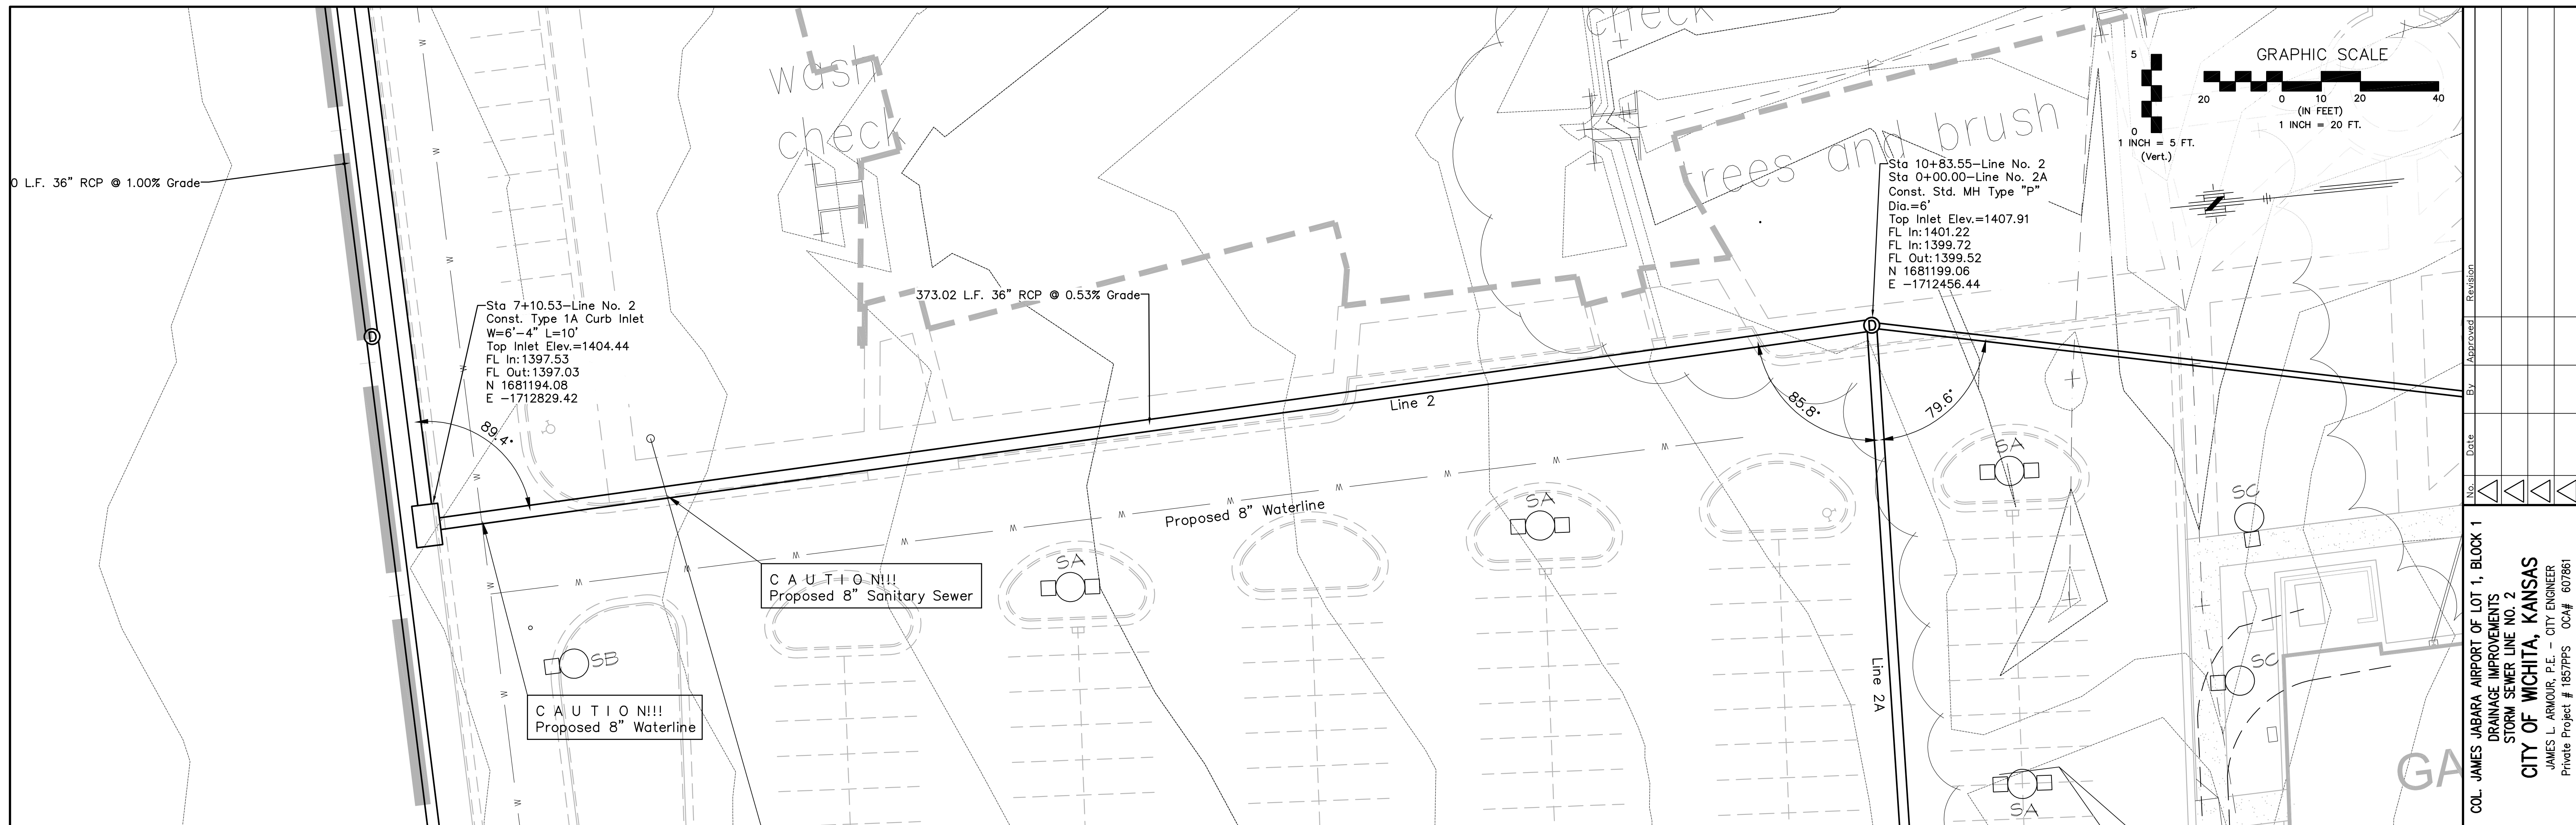 wash
check
check
trees and brush
GRAPHIC SCALE
5
0
1 INCH = 5 FT.
(Vert.)
20 0 10 20 40
(IN FEET)
1 INCH = 20 FT.
0 L.F. 36" RCP @ 1.00% Grade
D
Sta 7+10.53-Line No. 2
Const. Type 1A Curb Inlet
W=6'-4" L=10'
Top Inlet Elev.=1404.44
FL In:1397.53
FL Out:1397.03
N 1681194.08
E -1712829.42
89.4°
373.02 L.F. 36" RCP @ 0.53% Grade
Sta 10+83.55-Line No. 2
Sta 0+00.00-Line No. 2A
Const. Std. MH Type "P"
Dia.=6'
Top Inlet Elev.=1407.91
FL In:1401.22
FL In:1399.72
FL Out:1399.52
N 1681199.06
E -1712456.44
D
Line 2
85.8°
79.6°
Proposed 8" Waterline
W W W W W W W W W W
W W W W W W W W
C A U T I O N!!!
Proposed 8" Sanitary Sewer
C A U T I O N!!!
Proposed 8" Waterline
SA
SA
SA
SA
SB
SC
SC
Line 2A
GA
No. Date By Approved Revision
COL. JAMES JABARA AIRPORT OF LOT 1, BLOCK 1
DRAINAGE IMPROVEMENTS
STORM SEWER LINE NO. 2
CITY OF WICHITA, KANSAS
JAMES L. ARMOUR, P.E. - CITY ENGINEER
Private Project # 1857PPS OCA# 607861